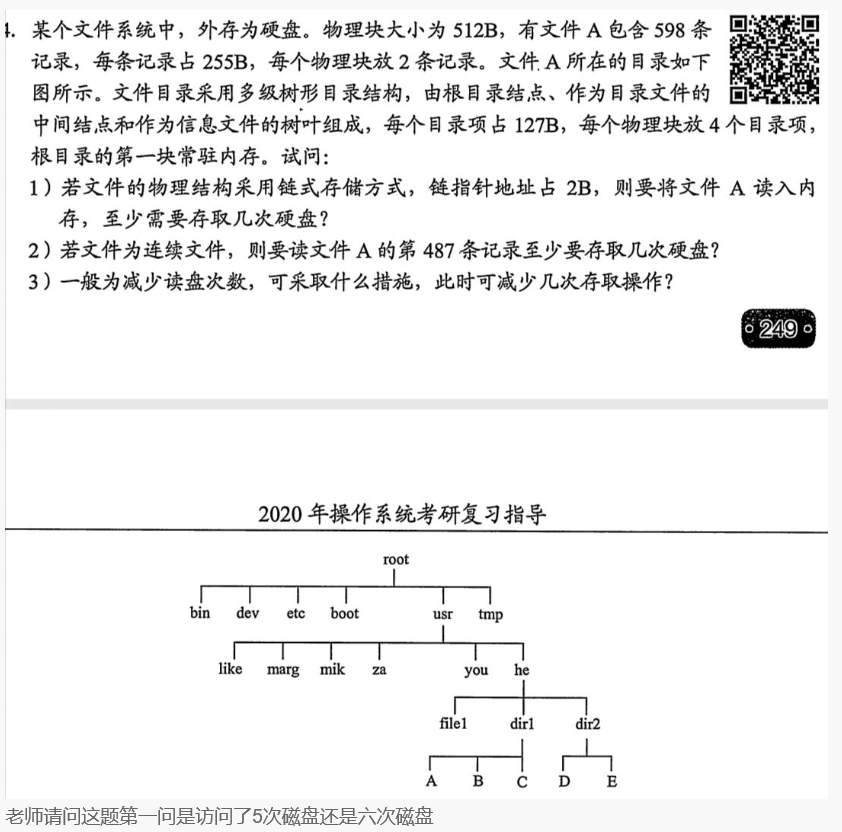 4. 某个文件系统中，外存为硬盘。物理块大小为 512B，有文件 A 包含 598 条
记录，每条记录占 255B，每个物理块放 2 条记录。文件 A 所在的目录如下
图所示。文件目录采用多级树形目录结构，由根目录结点、作为目录文件的
中间结点和作为信息文件的树叶组成，每个目录项占 127B，每个物理块放 4 个目录项，
根目录的第一块常驻内存。试问：
1）若文件的物理结构采用链式存储方式，链指针地址占 2B，则要将文件 A 读入内
存，至少需要存取几次硬盘？
2）若文件为连续文件，则要读文件 A 的第 487 条记录至少要存取几次硬盘？
3）一般为减少读盘次数，可采取什么措施，此时可减少几次存取操作？
249
2020 年操作系统考研复习指导
root
bin dev etc boot usr tmp
like marg mik za you he
file1 dir1 dir2
A B C D E
老师请问这题第一问是访问了5次磁盘还是六次磁盘